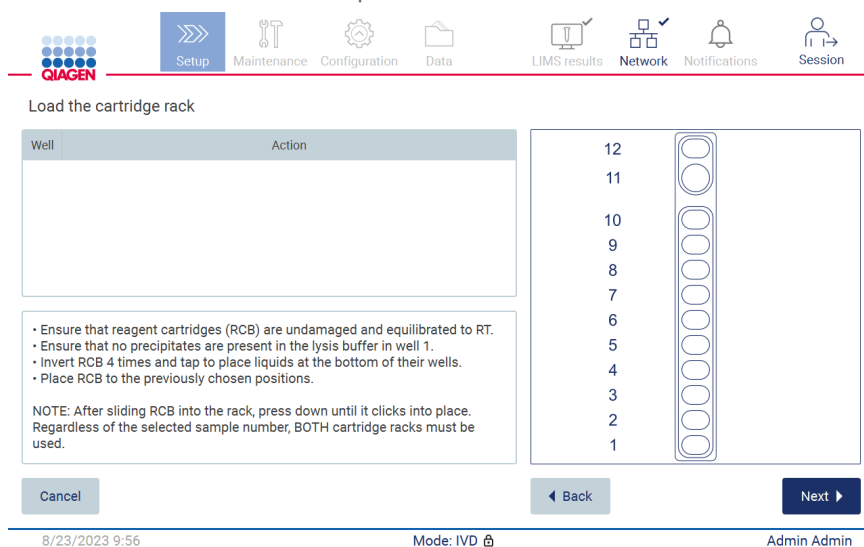 QIAGEN
Setup
Maintenance
Configuration
Data
LIMS results
Network
Notifications
Session
Load the cartridge rack
Well Action
• Ensure that reagent cartridges (RCB) are undamaged and equilibrated to RT.
• Ensure that no precipitates are present in the lysis buffer in well 1.
• Invert RCB 4 times and tap to place liquids at the bottom of their wells.
• Place RCB to the previously chosen positions.
NOTE: After sliding RCB into the rack, press down until it clicks into place.
Regardless of the selected sample number, BOTH cartridge racks must be
used.
12
11
10
9
8
7
6
5
4
3
2
1
Cancel
Back
Next
8/23/2023 9:56
Mode: IVD
Admin Admin